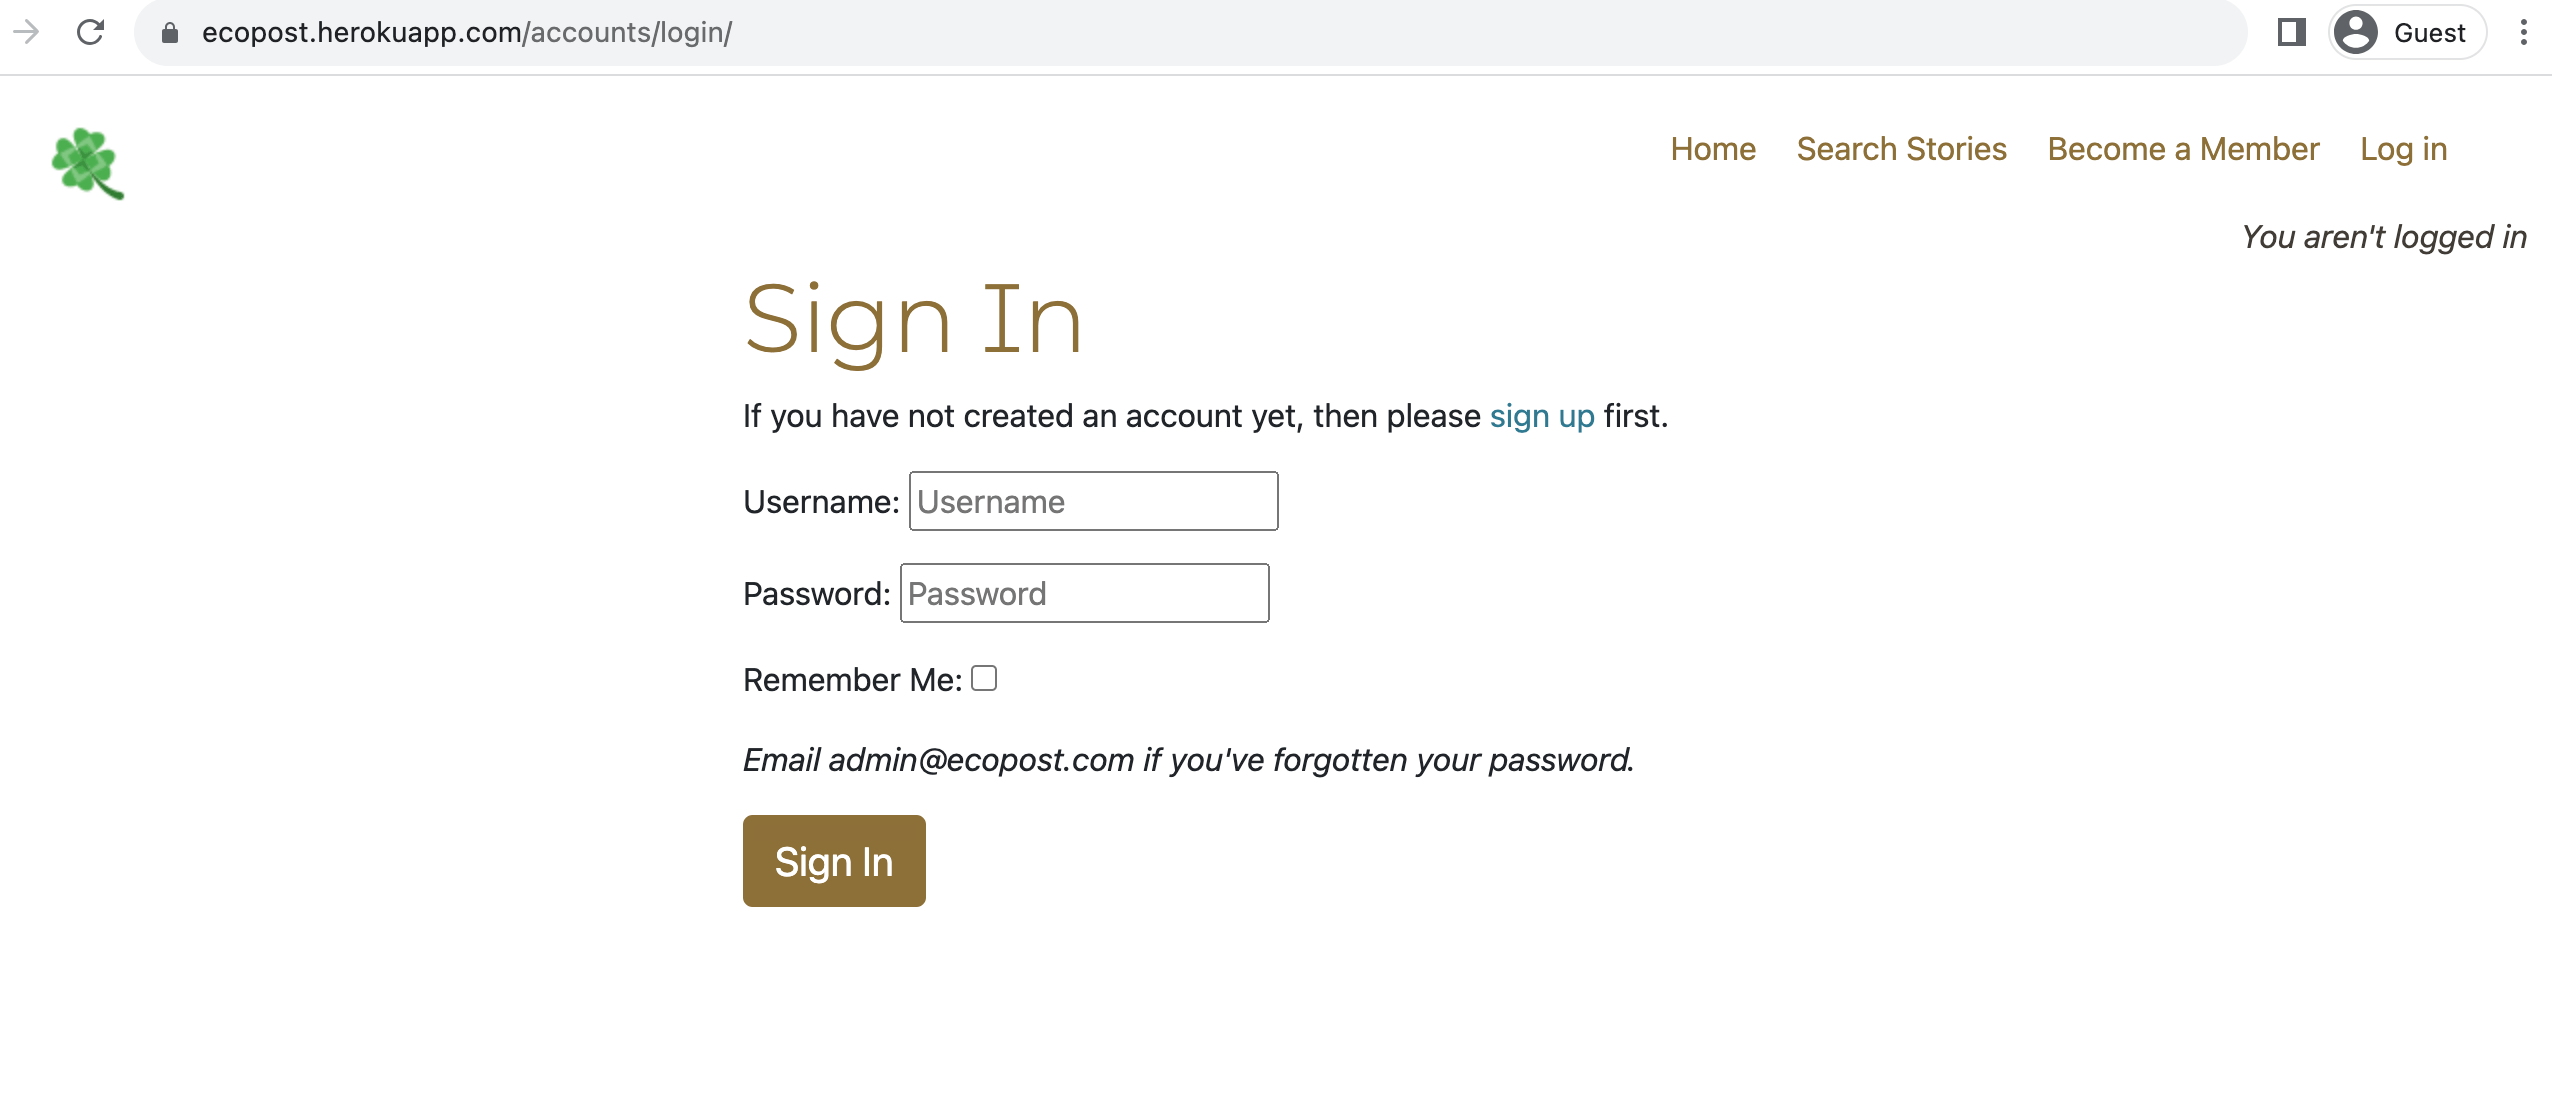 ecopost.herokuapp.com/accounts/login/
Guest
Home Search Stories Become a Member Log in
You aren't logged in
Sign In
If you have not created an account yet, then please sign up first.
Username: Username
Password: Password
Remember Me:
Email admin@ecopost.com if you've forgotten your password.
Sign In